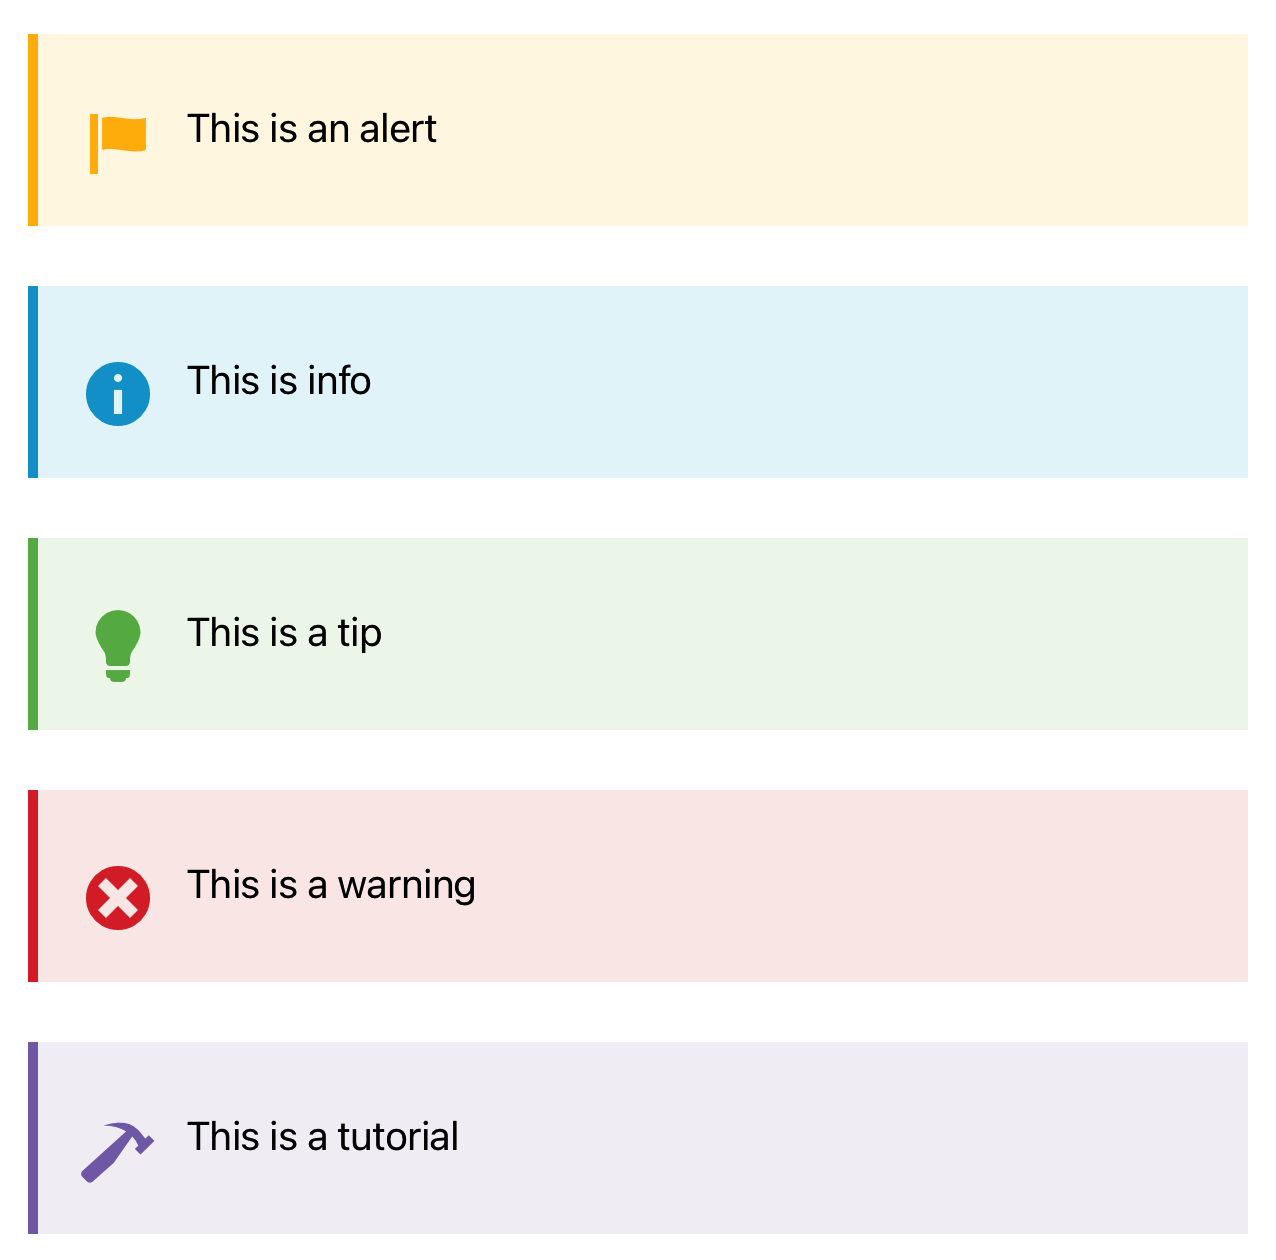 This is an alert
This is info
This is a tip
This is a warning
This is a tutorial